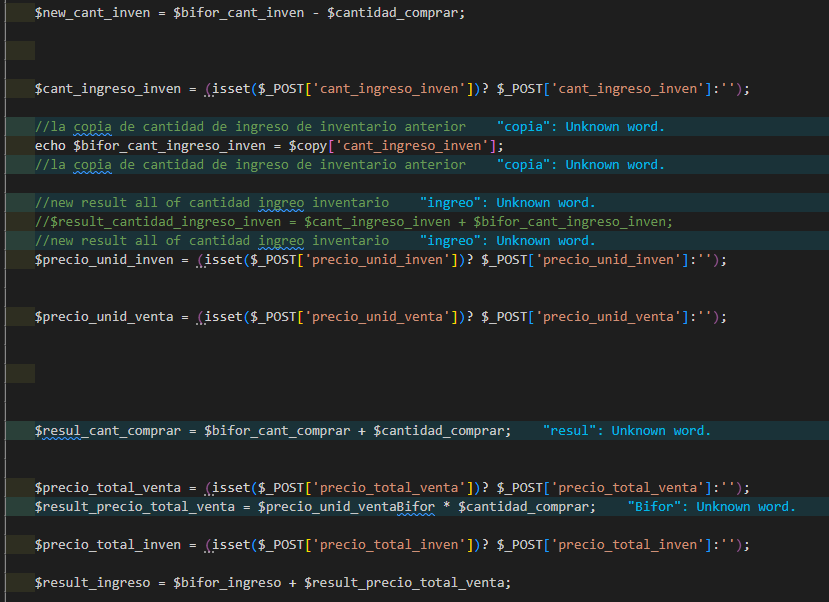 $new_cant_inven = $bifor_cant_inven - $cantidad_comprar;
$cant_ingreso_inven = (isset($_POST['cant_ingreso_inven'])? $_POST['cant_ingreso_inven']:'');
//la copia de cantidad de ingreso de inventario anterior    "copia": Unknown word.
echo $bifor_cant_ingreso_inven = $copy['cant_ingreso_inven'];
//la copia de cantidad de ingreso de inventario anterior    "copia": Unknown word.
//new result all of cantidad ingreo inventario    "ingreo": Unknown word.
//$result_cantidad_ingreso_inven = $cant_ingreso_inven + $bifor_cant_ingreso_inven;
//new result all of cantidad ingreo inventario    "ingreo": Unknown word.
$precio_unid_inven = (isset($_POST['precio_unid_inven'])? $_POST['precio_unid_inven']:'');
$precio_unid_venta = (isset($_POST['precio_unid_venta'])? $_POST['precio_unid_venta']:'');
$resul_cant_comprar = $bifor_cant_comprar + $cantidad_comprar;    "resul": Unknown word.
$precio_total_venta = (isset($_POST['precio_total_venta'])? $_POST['precio_total_venta']:'');
$result_precio_total_venta = $precio_unid_ventaBifor * $cantidad_comprar;    "Bifor": Unknown word.
$precio_total_inven = (isset($_POST['precio_total_inven'])? $_POST['precio_total_inven']:'');
$result_ingreso = $bifor_ingreso + $result_precio_total_venta;